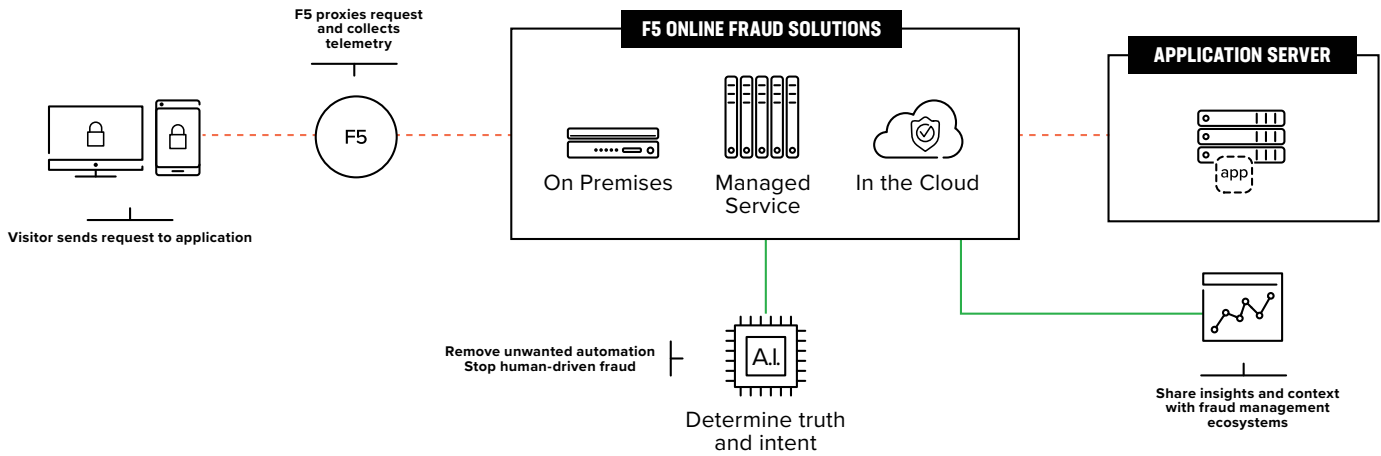 F5 proxies request
and collects
telemetry
F5 ONLINE FRAUD SOLUTIONS
APPLICATION SERVER
F5
On Premises
Managed
Service
In the Cloud
app
Visitor sends request to application
Remove unwanted automation
Stop human-driven fraud
A.I.
Determine truth
and intent
Share insights and context
with fraud management
ecosystems